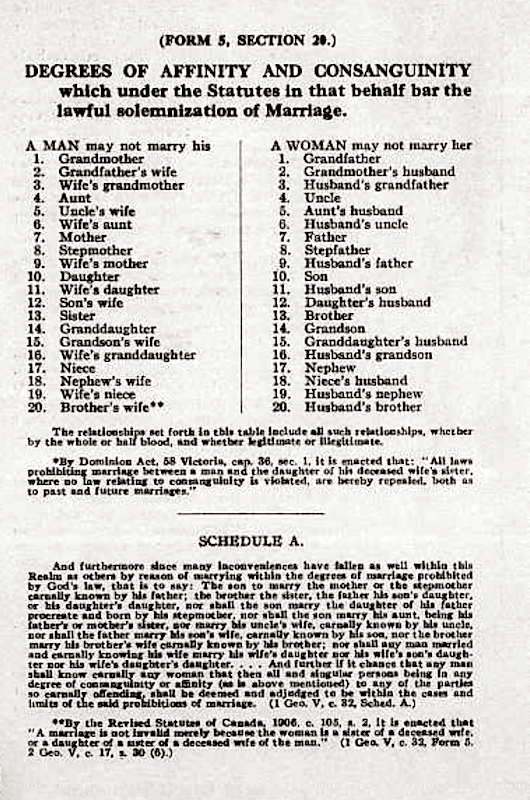 (FORM 5, SECTION 20.)
DEGREES OF AFFINITY AND CONSANGUINITY
which under the Statutes in that behalf bar the
lawful solemnization of Marriage.
A MAN may not marry his
1. Grandmother
2. Grandfather's wife
3. Wife's grandmother
4. Aunt
5. Uncle's wife
6. Wife's aunt
7. Mother
8. Stepmother
9. Wife's mother
10. Daughter
11. Wife's daughter
12. Son's wife
13. Sister
14. Granddaughter
15. Grandson's wife
16. Wife's granddaughter
17. Niece
18. Nephew's wife
19. Wife's niece
20. Brother's wife**
A WOMAN may not marry her
1. Grandfather
2. Grandmother's husband
3. Husband's grandfather
4. Uncle
5. Aunt's husband
6. Husband's uncle
7. Father
8. Stepfather
9. Husband's father
10. Son
11. Husband's son
12. Daughter's husband
13. Brother
14. Grandson
15. Granddaughter's husband
16. Husband's grandson
17. Nephew
18. Niece's husband
19. Husband's nephew
20. Husband's brother
The relationships set forth in this table include all such relationships, whether
by the whole or half blood, and whether legitimate or illegitimate.
*By Dominion Act, 58 Victoria, cap. 36, sec. 1, it is enacted that: "All laws
prohibiting marriage between a man and the daughter of his deceased wife's sister,
where no law relating to consanguinity is violated, are hereby repealed, both as
to past and future marriages."
SCHEDULE A.
And furthermore since many inconveniences have fallen as well within this
Realm as others by reason of marrying within the degrees of marriage prohibited
by God's law, that is to say: The son to marry the mother or the stepmother
carnally known by his father; the brother the sister, the father his son's daughter,
or his daughter's daughter, nor shall the son marry the daughter of his father
procreate and born by his stepmother, nor shall the son marry his aunt, being his
father's or mother's sister, nor marry his uncle's wife, carnally known by his uncle,
nor shall the father marry his son's wife, carnally known by his son, nor the brother
marry his brother's wife carnally known by his brother; nor shall any man married
and carnally knowing his wife marry his wife's daughter nor his wife's son's daugh-
ter nor his wife's daughter's daughter. . . . And further if it chance that any man
shall know carnally any woman that then all and singular persons being in any
degree of consanguinity or affinity (as is above mentioned) to any of the parties
so carnally offending, shall be deemed and adjudged to be within the cases and
limits of the said prohibitions of marriage. (1 Geo. V, c. 32, Sched. A.)
**By the Revised Statutes of Canada, 1906, c. 105, s. 2, it is enacted that
"A marriage is not invalid merely because the woman is a sister of a deceased wife,
or a daughter of a sister of a deceased wife of the man." (1 Geo. V, c. 32, Form 5.
2 Geo. V, c. 17, s. 30 (6).)